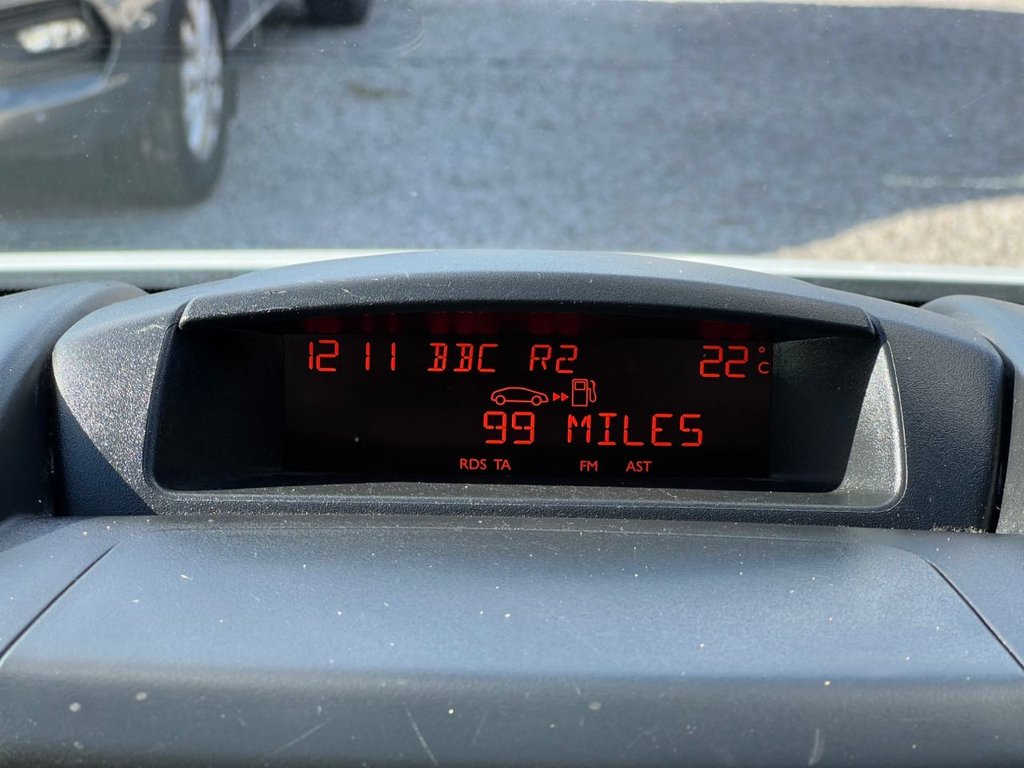 12 11 BBC R2 22°C
99 MILES
RDS TA FM AST